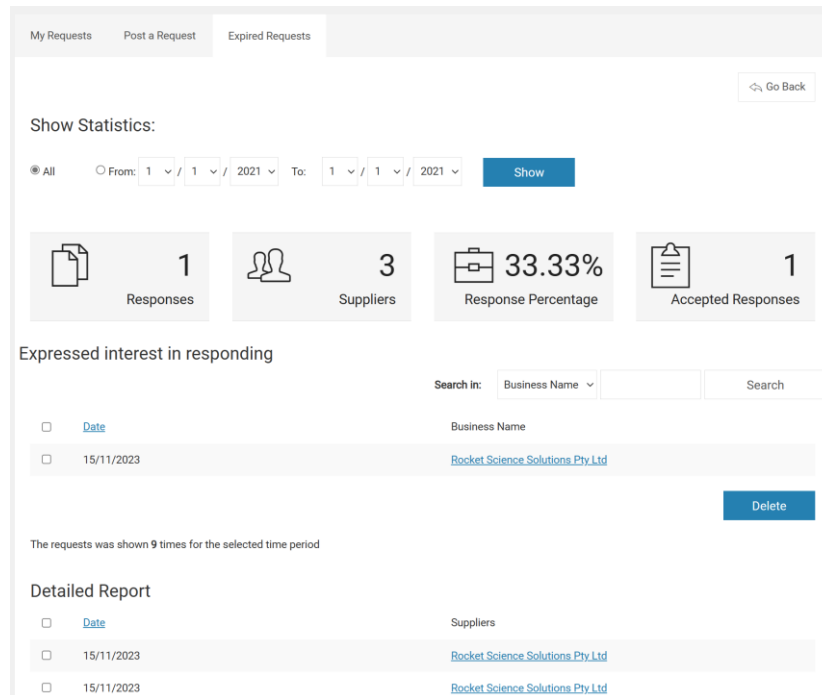 My Requests Post a Request Expired Requests
Go Back
Show Statistics:
All From: 1 / 1 / 2021 To: 1 / 1 / 2021 Show
1 3 33.33% 1
Responses Suppliers Response Percentage Accepted Responses
Expressed interest in responding
Search in: Business Name Search
Date Business Name
15/11/2023 Rocket Science Solutions Pty Ltd
Delete
The requests was shown 9 times for the selected time period
Detailed Report
Date Suppliers
15/11/2023 Rocket Science Solutions Pty Ltd
15/11/2023 Rocket Science Solutions Pty Ltd